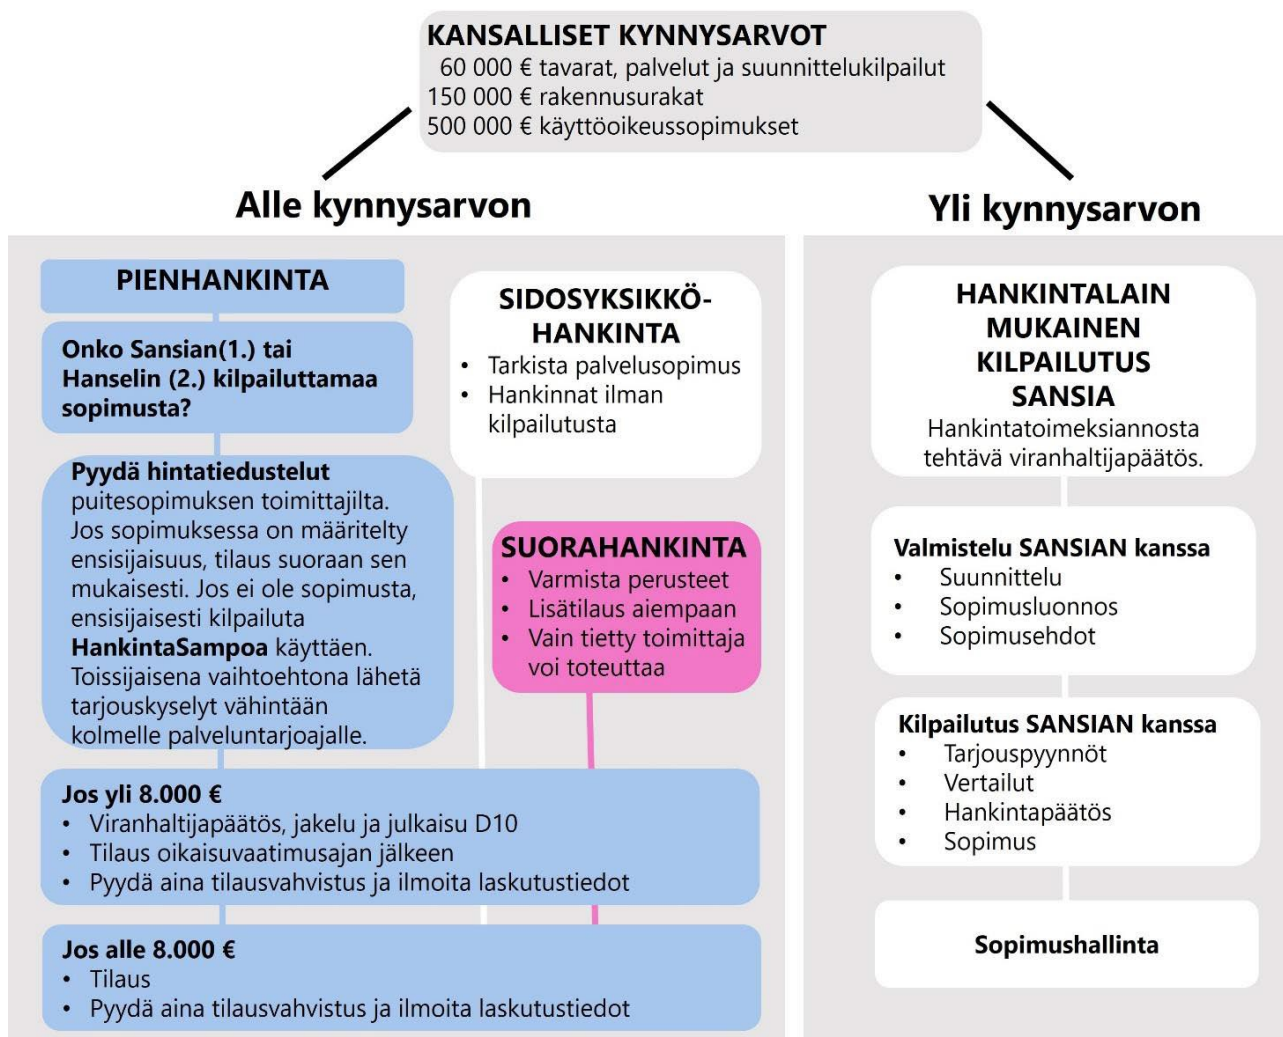 KANSALLISET KYNNYSARVOT
60 000 € tavarat, palvelut ja suunnittelukilpailut
150 000 € rakennusurakat
500 000 € käyttöoikeussopimukset
Alle kynnysarvon
PIENHANKINTA
Onko Sansian(1.) tai
Hanselin (2.) kilpailuttamaa
sopimusta?
Pyydä hintatiedustelut
puitesopimuksen toimittajilta.
Jos sopimuksessa on määritelty
ensisijaisuus, tilaus suoraan sen
mukaisesti. Jos ei ole sopimusta,
ensisijaisesti kilpailuta
HankintaSampoa käyttäen.
Toissijaisena vaihtoehtona lähetä
tarjouskyselyt vähintään
kolmelle palveluntarjoajalle.
SIDOSYKSIKKÖ-
HANKINTA
• Tarkista palvelusopimus
• Hankinnat ilman
kilpailutusta
SUORAHANKINTA
• Varmista perusteet
• Lisätilaus aiempaan
• Vain tietty toimittaja
voi toteuttaa
Jos yli 8.000 €
• Viranhaltijapäätös, jakelu ja julkaisu D10
• Tilaus oikaisuvaatimusajan jälkeen
• Pyydä aina tilausvahvistus ja ilmoita laskutustiedot
Jos alle 8.000 €
• Tilaus
• Pyydä aina tilausvahvistus ja ilmoita laskutustiedot
Yli kynnysarvon
HANKINTALAIN
MUKAINEN
KILPAILUTUS
SANSIA
Hankintatoimeksiannosta
tehtävä viranhaltijapäätös.
Valmistelu SANSIAN kanssa
• Suunnittelu
• Sopimusluonnos
• Sopimusehdot
Kilpailutus SANSIAN kanssa
• Tarjouspyynnöt
• Vertailut
• Hankintapäätös
• Sopimus
Sopimushallinta